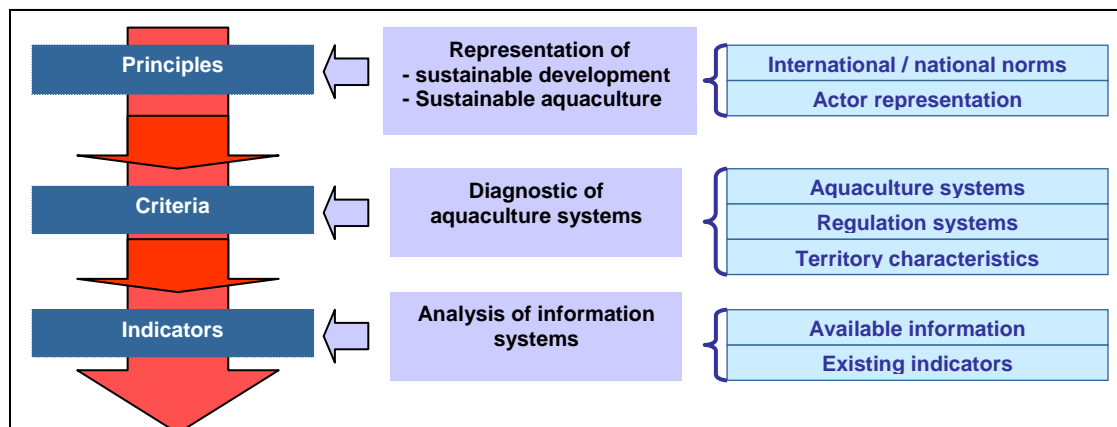 Principles
Representation of
- sustainable development
- Sustainable aquaculture
International / national norms
Actor representation
Criteria
Diagnostic of
aquaculture systems
Aquaculture systems
Regulation systems
Territory characteristics
Indicators
Analysis of information
systems
Available information
Existing indicators